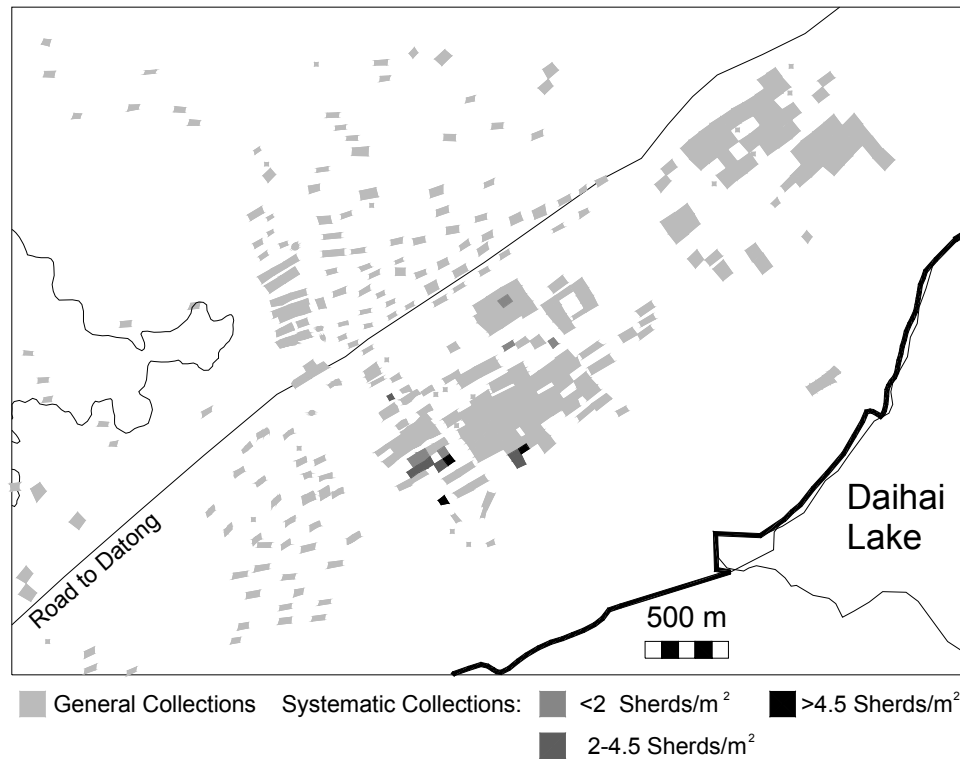 Daihai
Lake
Road to Datong
500 m
General Collections Systematic Collections: <2 Sherds/m² >4.5 Sherds/m²
2-4.5 Sherds/m²